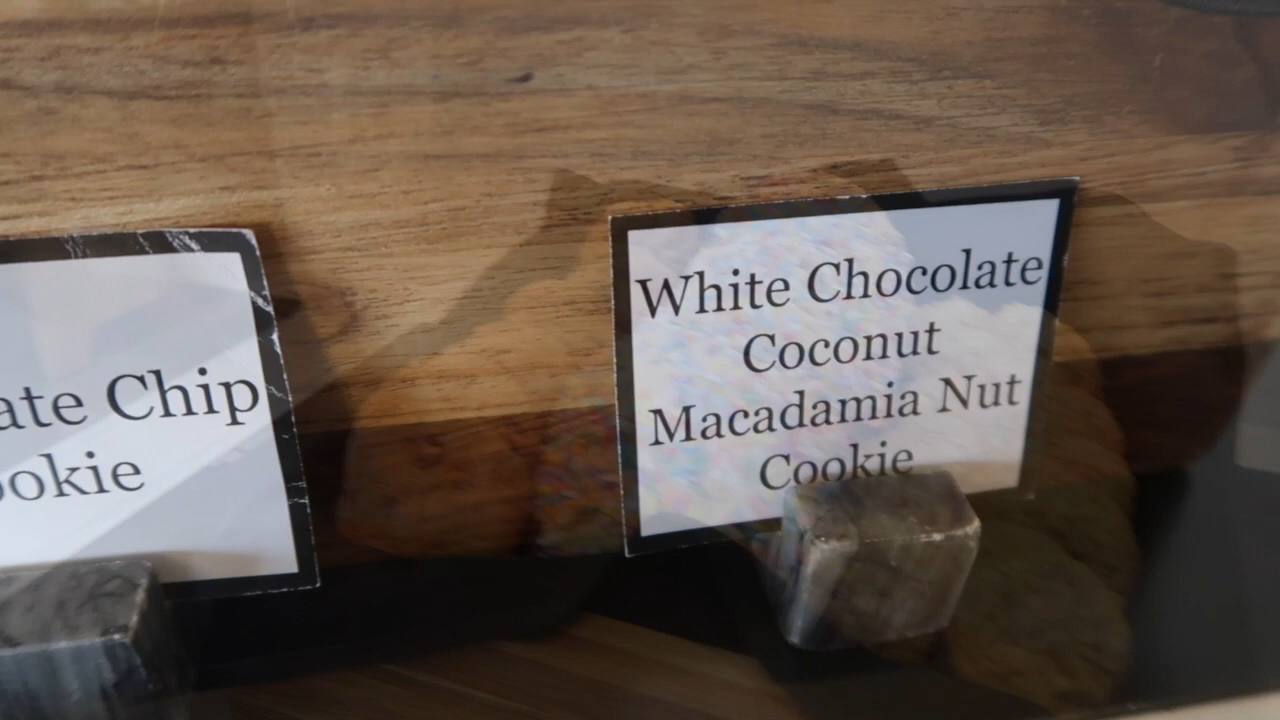 ate Chip
ookie
White Chocolate
Coconut
Macadamia Nut
Cookie